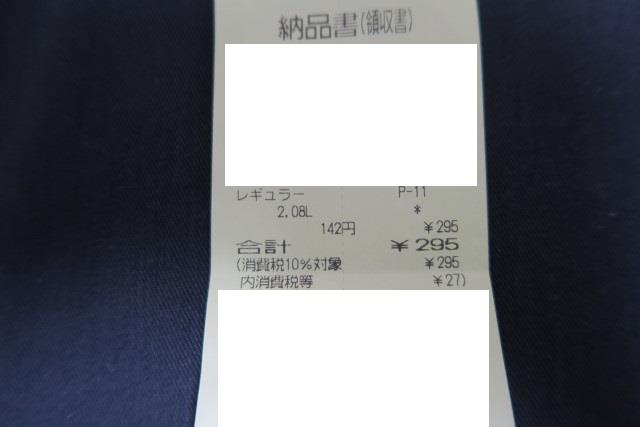 納品書(領収書)
レギュラー P-11
2.08L *
142円 ¥295
合計 ¥295
(消費税10%対象 ¥295
内消費税等 ¥27)